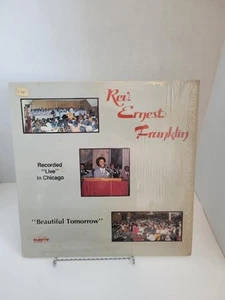 Rev.
Ernest
Franklin
Recorded
"Live"
in Chicago
"Beautiful Tomorrow"